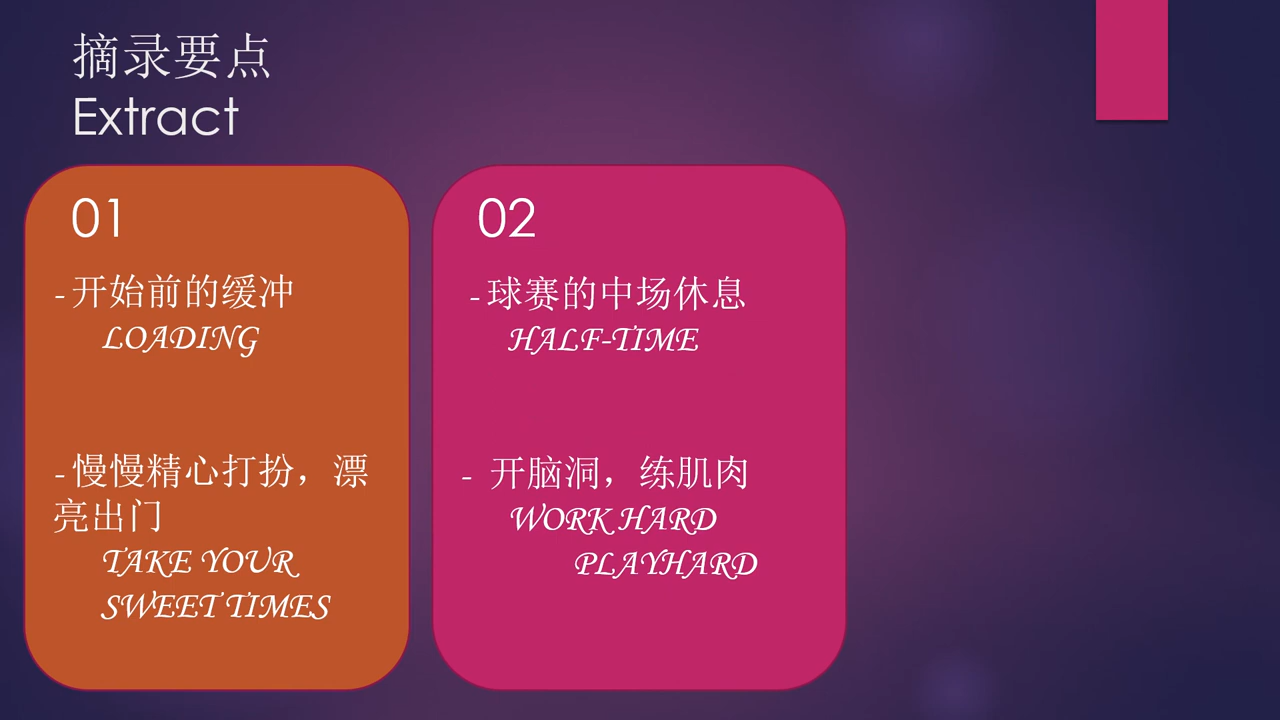 摘录要点
Extract
01
-开始前的缓冲
LOADING
-慢慢精心打扮，漂
亮出门
TAKE YOUR
SWEET TIMES
02
-球赛的中场休息
HALF-TIME
- 开脑洞，练肌肉
WORK HARD
PLAYHARD